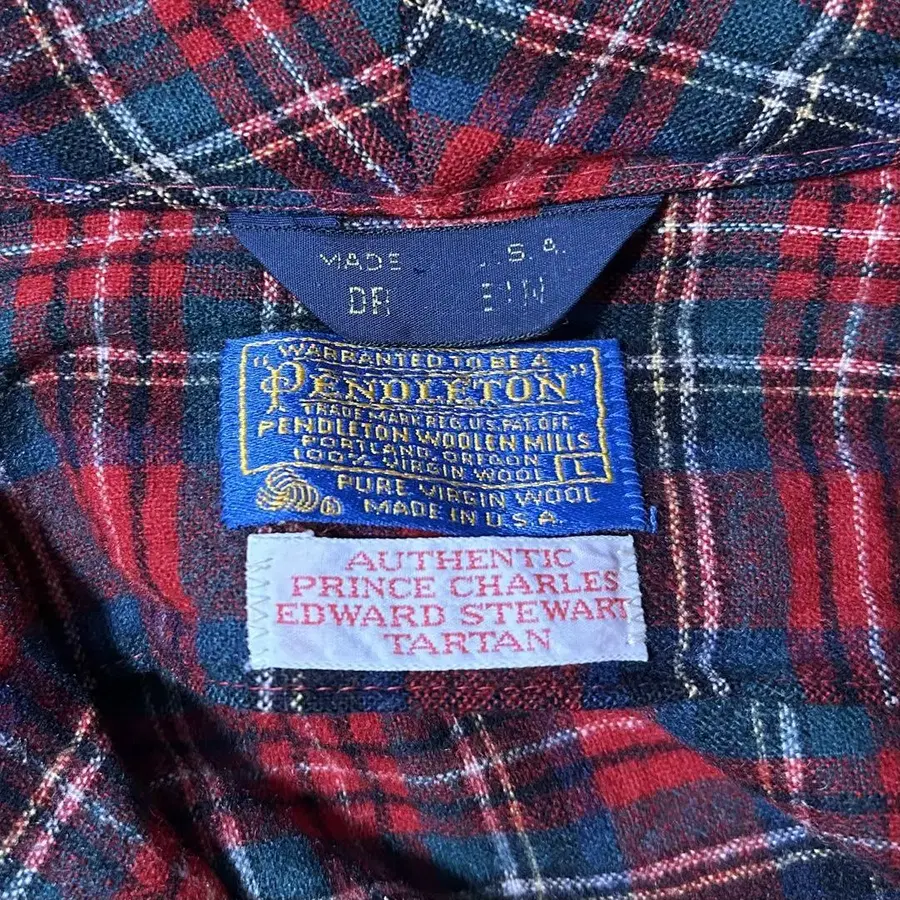 MADE .S.A.
"WARRANTED TO BE A
PENDLETON"
TRADE MARK REG. U.S. PAT. OFF.
PENDLETON WOOLEN MILLS
PORTLAND, OREGON
100% VIRGIN WOOL L
PURE VIRGIN WOOL
MADE IN U.S.A.
AUTHENTIC
PRINCE CHARLES
EDWARD STEWART
TARTAN